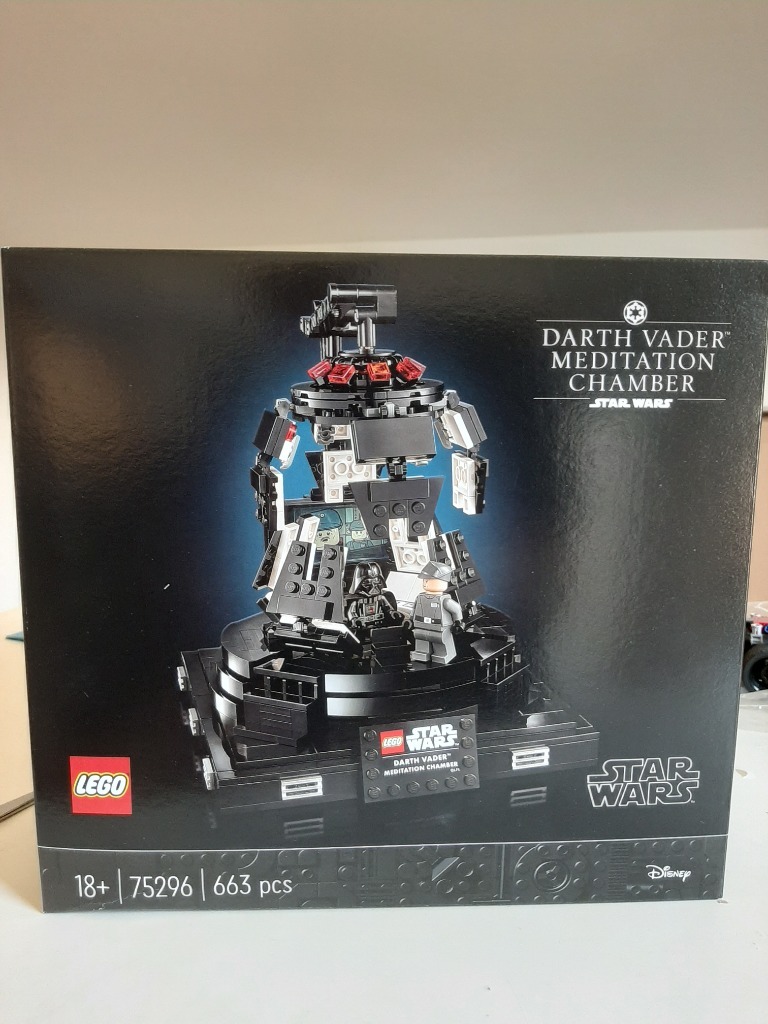 DARTH VADER™
MEDITATION
CHAMBER
STAR WARS
LEGO
STAR
WARS
DARTH VADER™
MEDITATION CHAMBER
LEGO
STAR
WARS
18+ | 75296 | 663 pcs
Disney